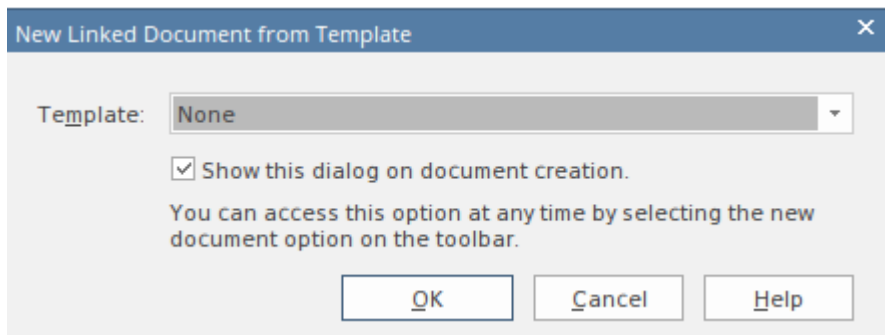 New Linked Document from Template
Template: None
Show this dialog on document creation.
You can access this option at any time by selecting the new
document option on the toolbar.
OK Cancel Help